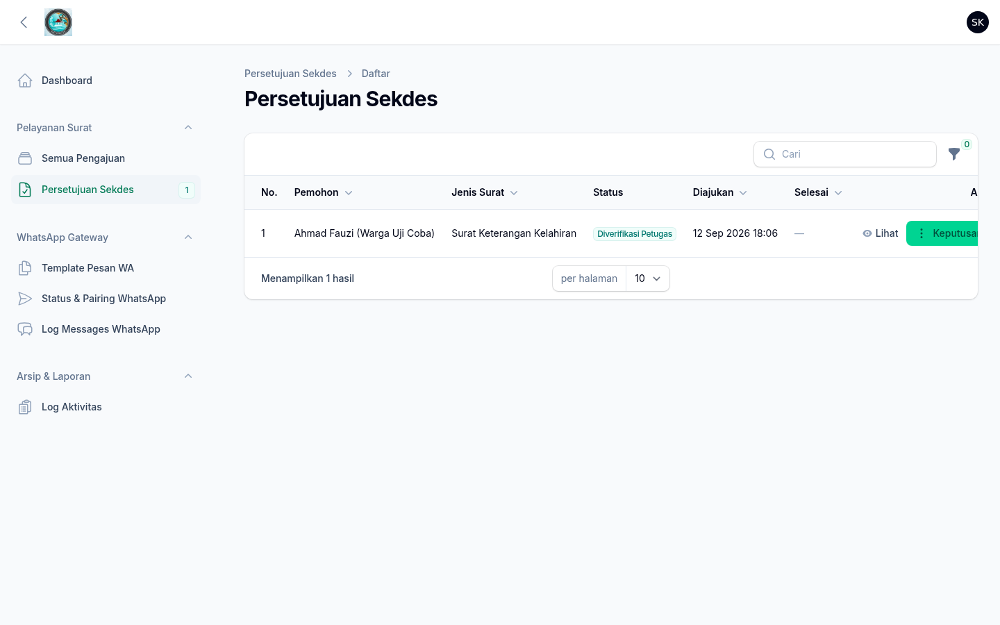 SK
Dashboard
Pelayanan Surat
Semua Pengajuan
Persetujuan Sekdes 1
WhatsApp Gateway
Template Pesan WA
Status & Pairing WhatsApp
Log Messages WhatsApp
Arsip & Laporan
Log Aktivitas
Persetujuan Sekdes > Daftar
Persetujuan Sekdes
Cari 0
No. Pemohon Jenis Surat Status Diajukan Selesai
1 Ahmad Fauzi (Warga Uji Coba) Surat Keterangan Kelahiran Diverifikasi Petugas 12 Sep 2026 18:06 — Lihat
Menampilkan 1 hasil per halaman 10